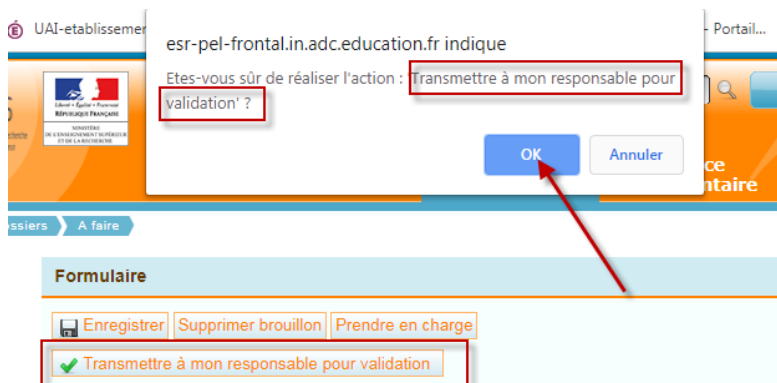 UAI-etablissemer
- Portail...
esr-pel-frontal.in.adc.education.fr indique
Etes-vous sûr de réaliser l'action : 'Transmettre à mon responsable pour
validation' ?
OK
Annuler
Liberté • Égalité • Fraternité
RÉPUBLIQUE FRANÇAISE
MINISTÈRE
DE L'ENSEIGNEMENT SUPÉRIEUR
ET DE LA RECHERCHE
ce
ntaire
ossiers
A faire
Formulaire
Enregistrer
Supprimer brouillon
Prendre en charge
Transmettre à mon responsable pour validation